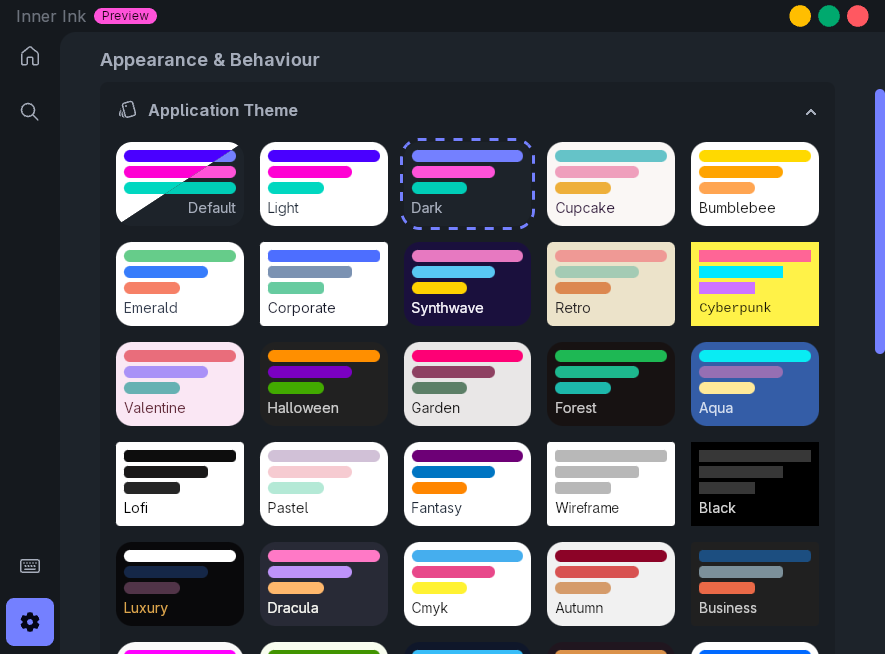 Inner Ink Preview
Appearance & Behaviour
Application Theme
Default Light Dark Cupcake Bumblebee
Emerald Corporate Synthwave Retro Cyberpunk
Valentine Halloween Garden Forest Aqua
Lofi Pastel Fantasy Wireframe Black
Luxury Dracula Cmyk Autumn Business